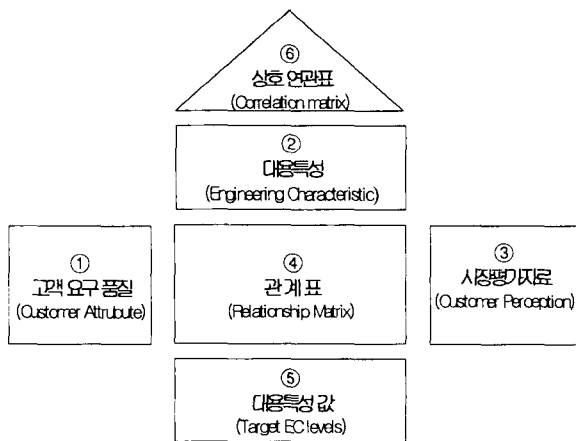 ⑥
상호 연관표
(Correlation matrix)
②
대용특성
(Engineering Characteristic)
①
고객 요구 품질
(Customer Attrubute)
④
관계표
(Relationship Matrix)
③
시장평가자료
(Customer Perception)
⑤
대용특성 값
(Target EC levels)